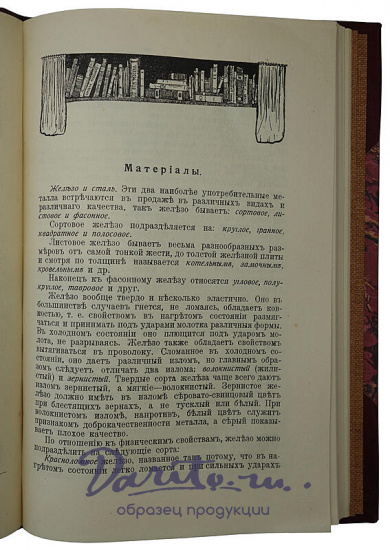 Матеріалы.
Желѣзо и сталь. Эти два наиболѣе употребительные ме-
талла встрѣчаются въ продажѣ въ различныхъ видахъ и
различнаго качества, такъ желѣзо бываетъ: сортовое, ли-
стовое и фасонное.
Сортовое желѣзо подраздѣляется на: круглое, гранное,
квадратное и полосовое.
Листовое желѣзо бываетъ весьма разнообразныхъ раз-
мѣровъ отъ самой тонкой жести, до толстой желѣзной плиты
и смотря по толщинѣ называется котельнымъ, замочнымъ,
кровельнымъ и др.
Наконецъ къ фасонному желѣзу относятся угловое, полу-
круглое, тавровое и друг.
Желѣзо вообще твердо и нѣсколько эластично. Оно въ
большинствѣ случаевъ гнется, не ломаясь, обладаетъ ковко-
стью, т. е. свойствомъ въ нагрѣтомъ состояніи размяг-
чаться и принимать подъ ударами молотка различныя формы.
Въ холодномъ состояніи оно плющится подъ ударомъ мо-
лота, не разрываясь. Желѣзо также обладаетъ свойствомъ
вытягиваться въ проволоку. Сломанное въ холодномъ со-
стояніи, оно даетъ различный изломъ, но главнымъ обра-
зомъ слѣдуетъ отличать два излома: волокнистый (жили-
стый) и зернистый. Твердые сорта желѣза чаще всего даютъ
изломъ зернистый, а мягкіе—волокнистый. Зернистое же-
лѣзо должно имѣть въ изломѣ сѣровато-свинцовый цвѣтъ
при блестящихъ зернахъ, а не тусклый или бѣлый. При
волокнистомъ изломѣ, напротивъ, бѣлый цвѣтъ служитъ
признакомъ доброкачественности металла, а сѣрый показы-
ваетъ плохое качество.
По отношенію къ физическимъ свойствамъ, желѣзо можно
подраздѣлить на слѣдующіе сорта:
Красноломкое желѣзо, названное такъ потому, что въ на-
грѣтомъ состояніи легко ломается и при сильныхъ ударахъ
Darito.ru...
образец продукции